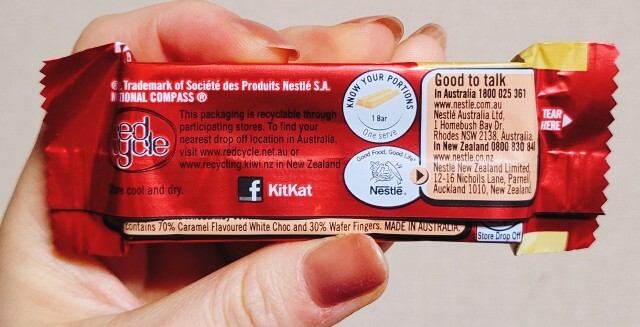 ®. Trademark of Société des Produits Nestlé S.A.
NATIONAL COMPASS ®
red
cycle
This packaging is recyclable through
participating stores. To find your
nearest drop off location in Australia,
visit www.redcycle.net.au or
www.recycling.kiwi.nz in New Zealand
cool and dry.
f KitKat
KNOW YOUR PORTIONS
1 Bar
One serve
Good Food, Good Life
Nestlé.
Good to talk
In Australia 1800 025 361
www.nestle.com.au
Nestlé Australia Ltd,
1 Homebush Bay Dr,
Rhodes NSW 2138, Australia.
In New Zealand 0800 830 84
www.nestle.co.nz
Nestlé New Zealand Limited,
12-16 Nicholls Lane, Parnell,
Auckland 1010, New Zealand
TEAR
HERE
Contains 70% Caramel Flavoured White Choc and 30% Wafer Fingers. MADE IN AUSTRALIA.
Store Drop Off